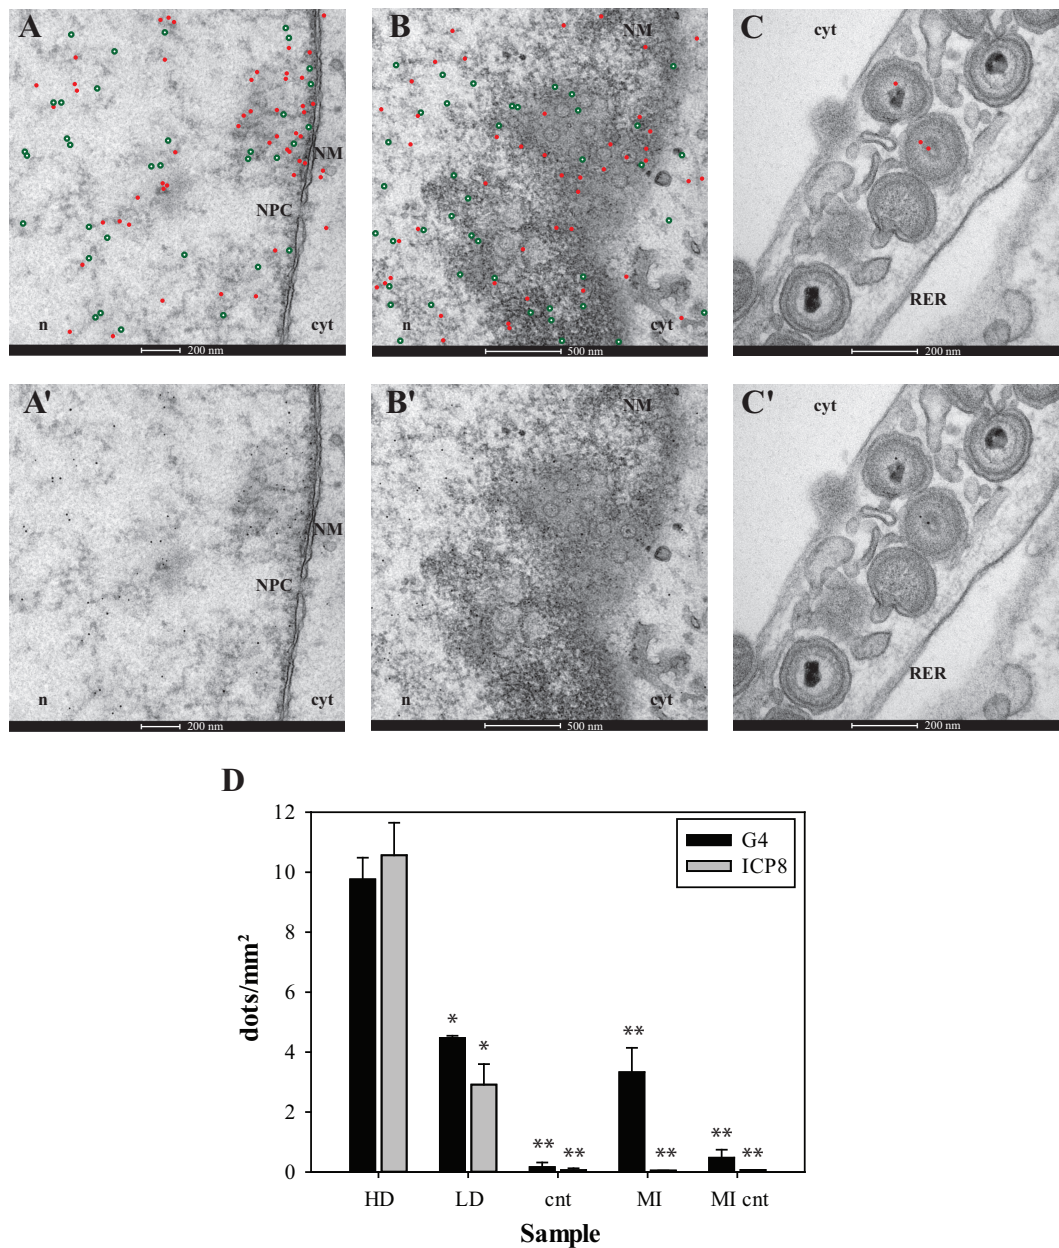 A
NM
NPC
n
cyt
200 nm
B
NM
n
cyt
500 nm
C
cyt
RER
200 nm
A'
NM
NPC
n
cyt
200 nm
B'
NM
n
cyt
500 nm
C'
cyt
RER
200 nm
D
12
10
8
6
4
2
0
dots/mm²
G4
ICP8
*
*
**
**
**
**
**
**
HD
LD
cnt
MI
MI cnt
Sample